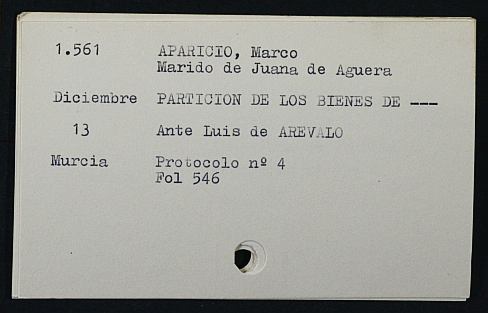 1.561 APARICIO, Marco
Marido de Juana de Aguera
Diciembre PARTICION DE LOS BIENES DE ---
13 Ante Luis de AREVALO
Murcia Protocolo nº 4
Fol 546